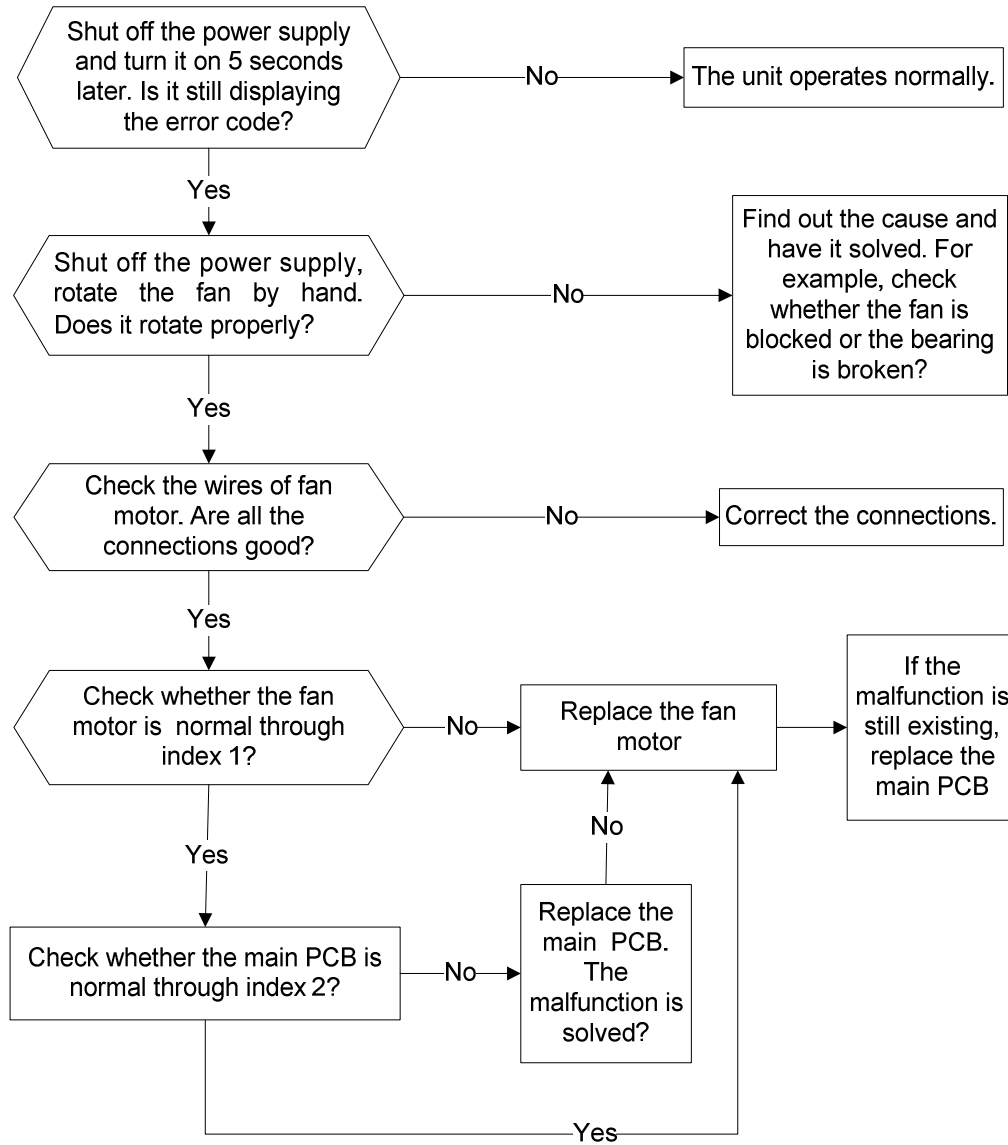 Shut off the power supply
and turn it on 5 seconds
later. Is it still displaying
the error code?
No
The unit operates normally.
Yes
Shut off the power supply,
rotate the fan by hand.
Does it rotate properly?
No
Find out the cause and
have it solved. For
example, check
whether the fan is
blocked or the bearing
is broken?
Yes
Check the wires of fan
motor. Are all the
connections good?
No
Correct the connections.
Yes
Check whether the fan
motor is normal through
index 1?
No
Replace the fan
motor
If the
malfunction is
still existing,
replace the
main PCB
Yes
No
Check whether the main PCB is
normal through index 2?
No
Replace the
main PCB.
The
malfunction is
solved?
Yes